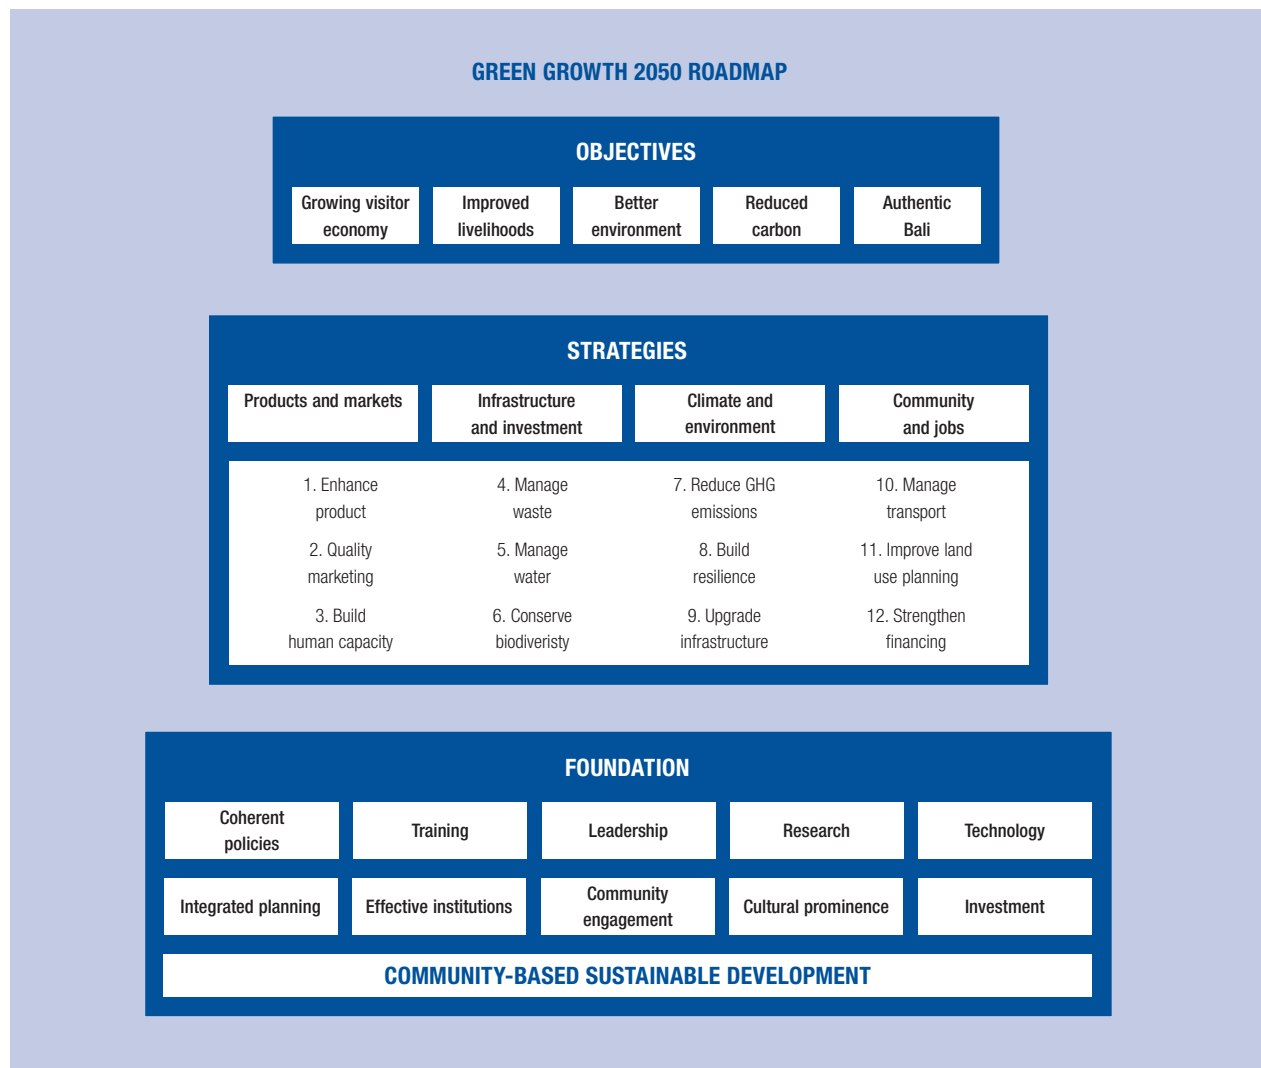 GREEN GROWTH 2050 ROADMAP
OBJECTIVES
Growing visitor
economy
Improved
livelihoods
Better
environment
Reduced
carbon
Authentic
Bali
STRATEGIES
Products and markets
Infrastructure
and investment
Climate and
environment
Community
and jobs
1. Enhance
product
2. Quality
marketing
3. Build
human capacity
4. Manage
waste
5. Manage
water
6. Conserve
biodiveristy
7. Reduce GHG
emissions
8. Build
resilience
9. Upgrade
infrastructure
10. Manage
transport
11. Improve land
use planning
12. Strengthen
financing
FOUNDATION
Coherent
policies
Training
Leadership
Research
Technology
Integrated planning
Effective institutions
Community
engagement
Cultural prominence
Investment
COMMUNITY-BASED SUSTAINABLE DEVELOPMENT